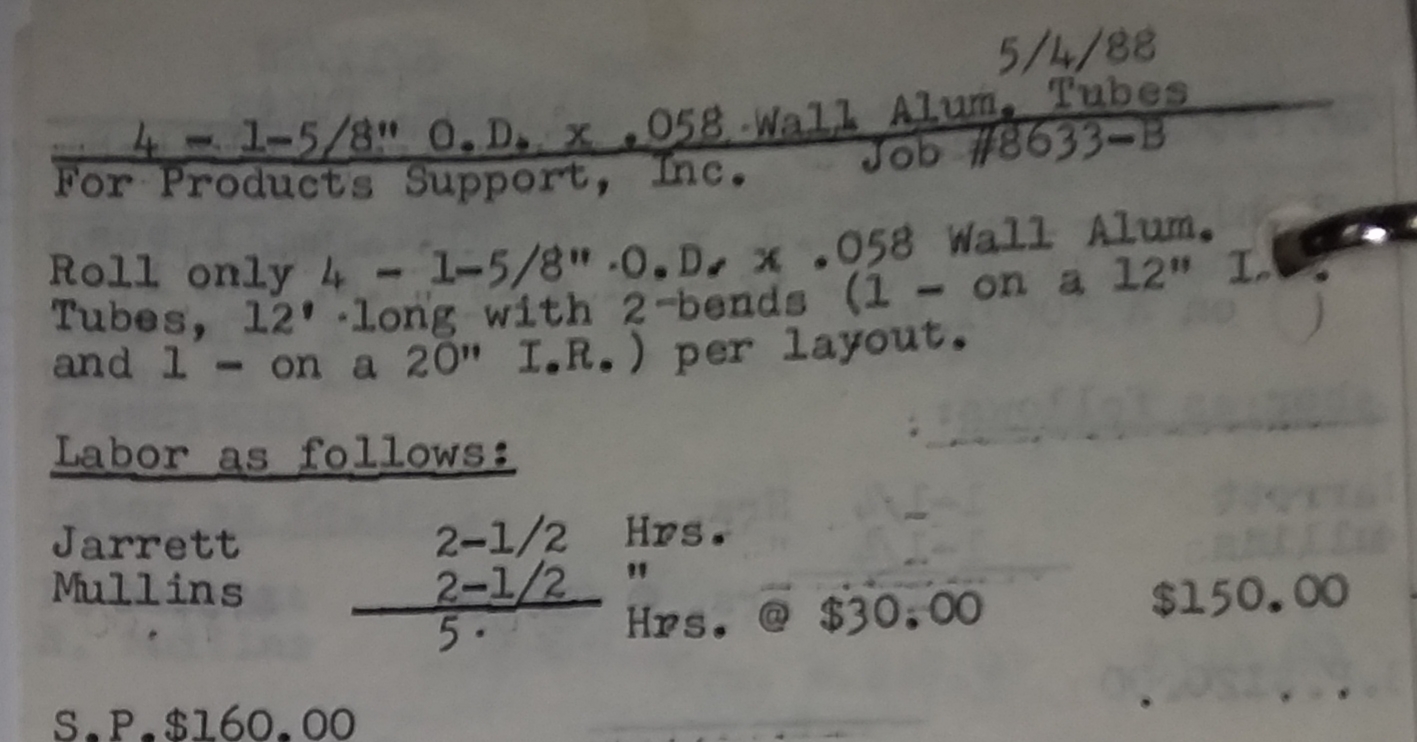 5/4/88
4 - 1-5/8" O.D. x .058 Wall Alum. Tubes
For Products Support, Inc. Job #8633-B
Roll only 4 - 1-5/8" O.D. x .058 Wall Alum.
Tubes, 12' long with 2-bends (1 - on a 12" I.
and 1 - on a 20" I.R.) per layout.
Labor as follows:
Jarrett 2-1/2 Hrs.
Mullins 2-1/2 "
5 Hrs. @ $30.00 $150.00
S.P.$160.00